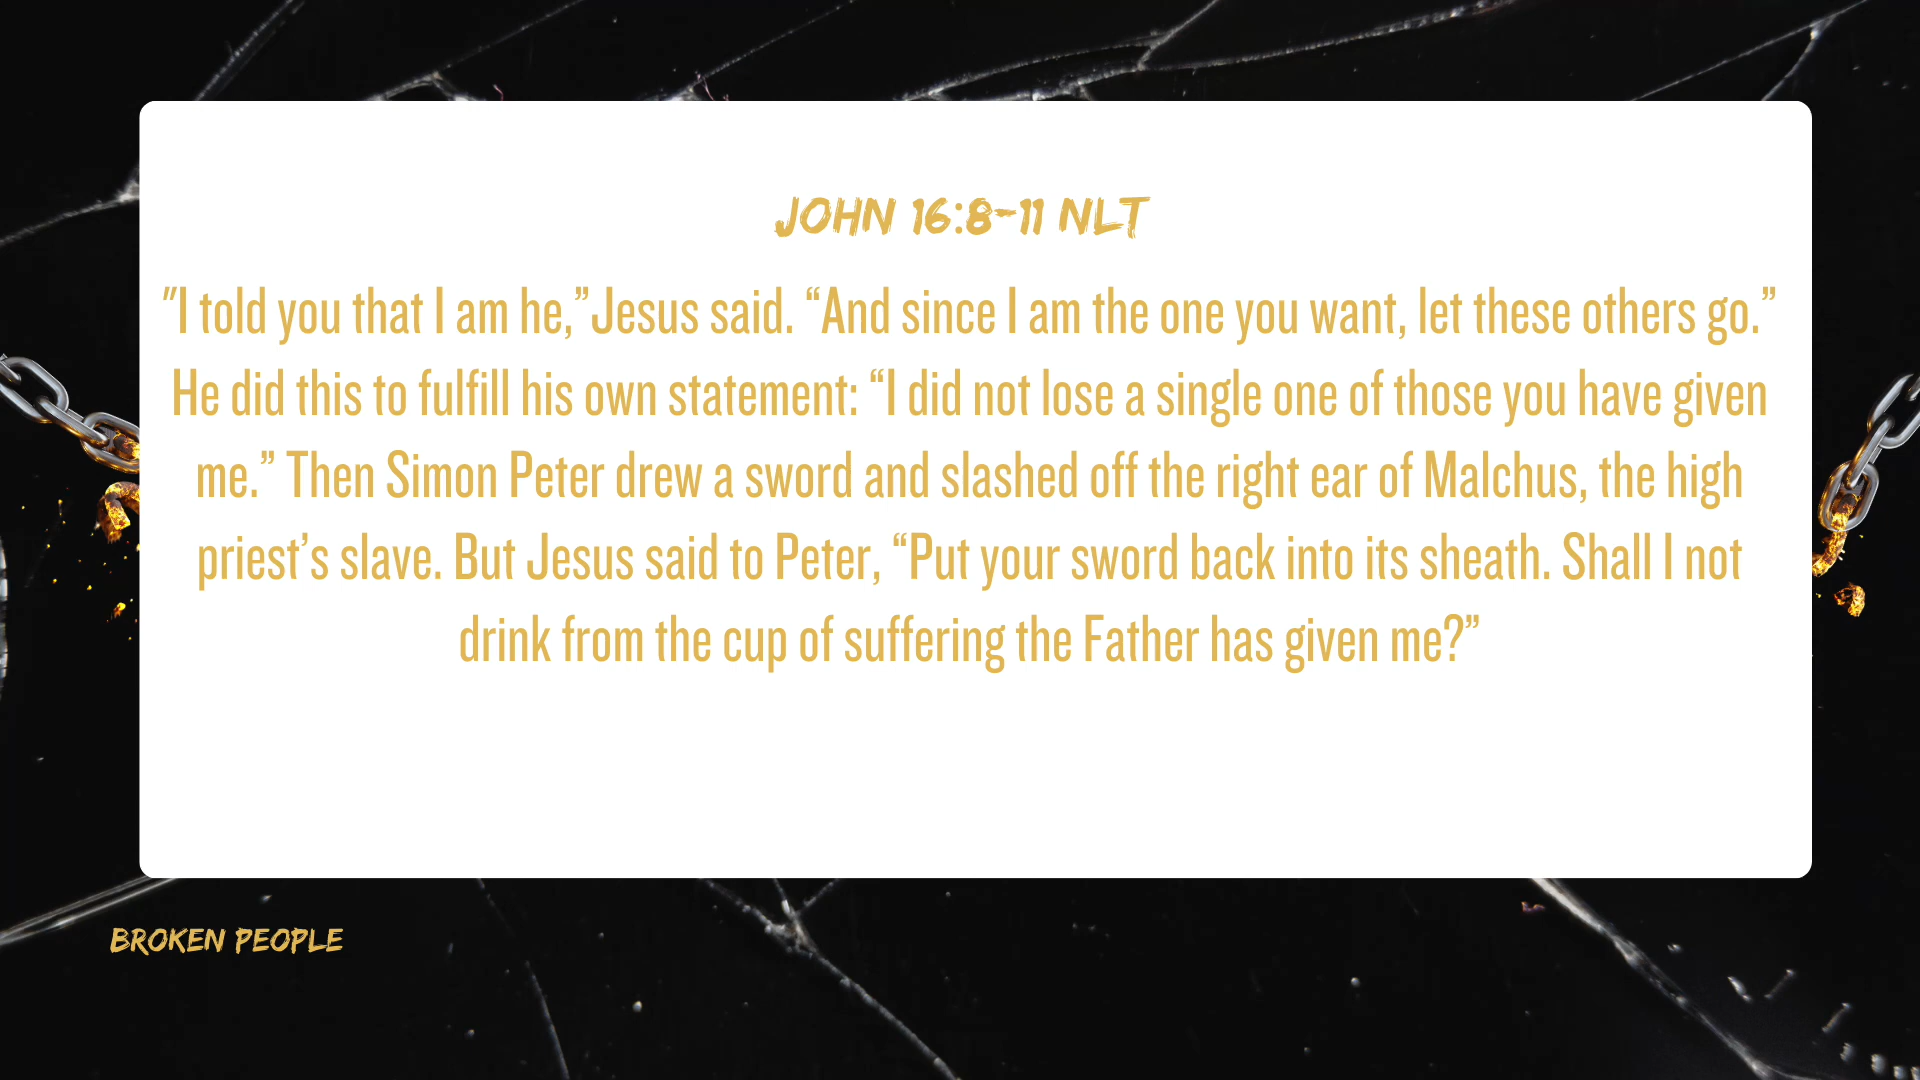 JOHN 16:8-11 NLT
"I told you that I am he,” Jesus said. “And since I am the one you want, let these others go.”
He did this to fulfill his own statement: “I did not lose a single one of those you have given
me.” Then Simon Peter drew a sword and slashed off the right ear of Malchus, the high
priest’s slave. But Jesus said to Peter, “Put your sword back into its sheath. Shall I not
drink from the cup of suffering the Father has given me?”
BROKEN PEOPLE